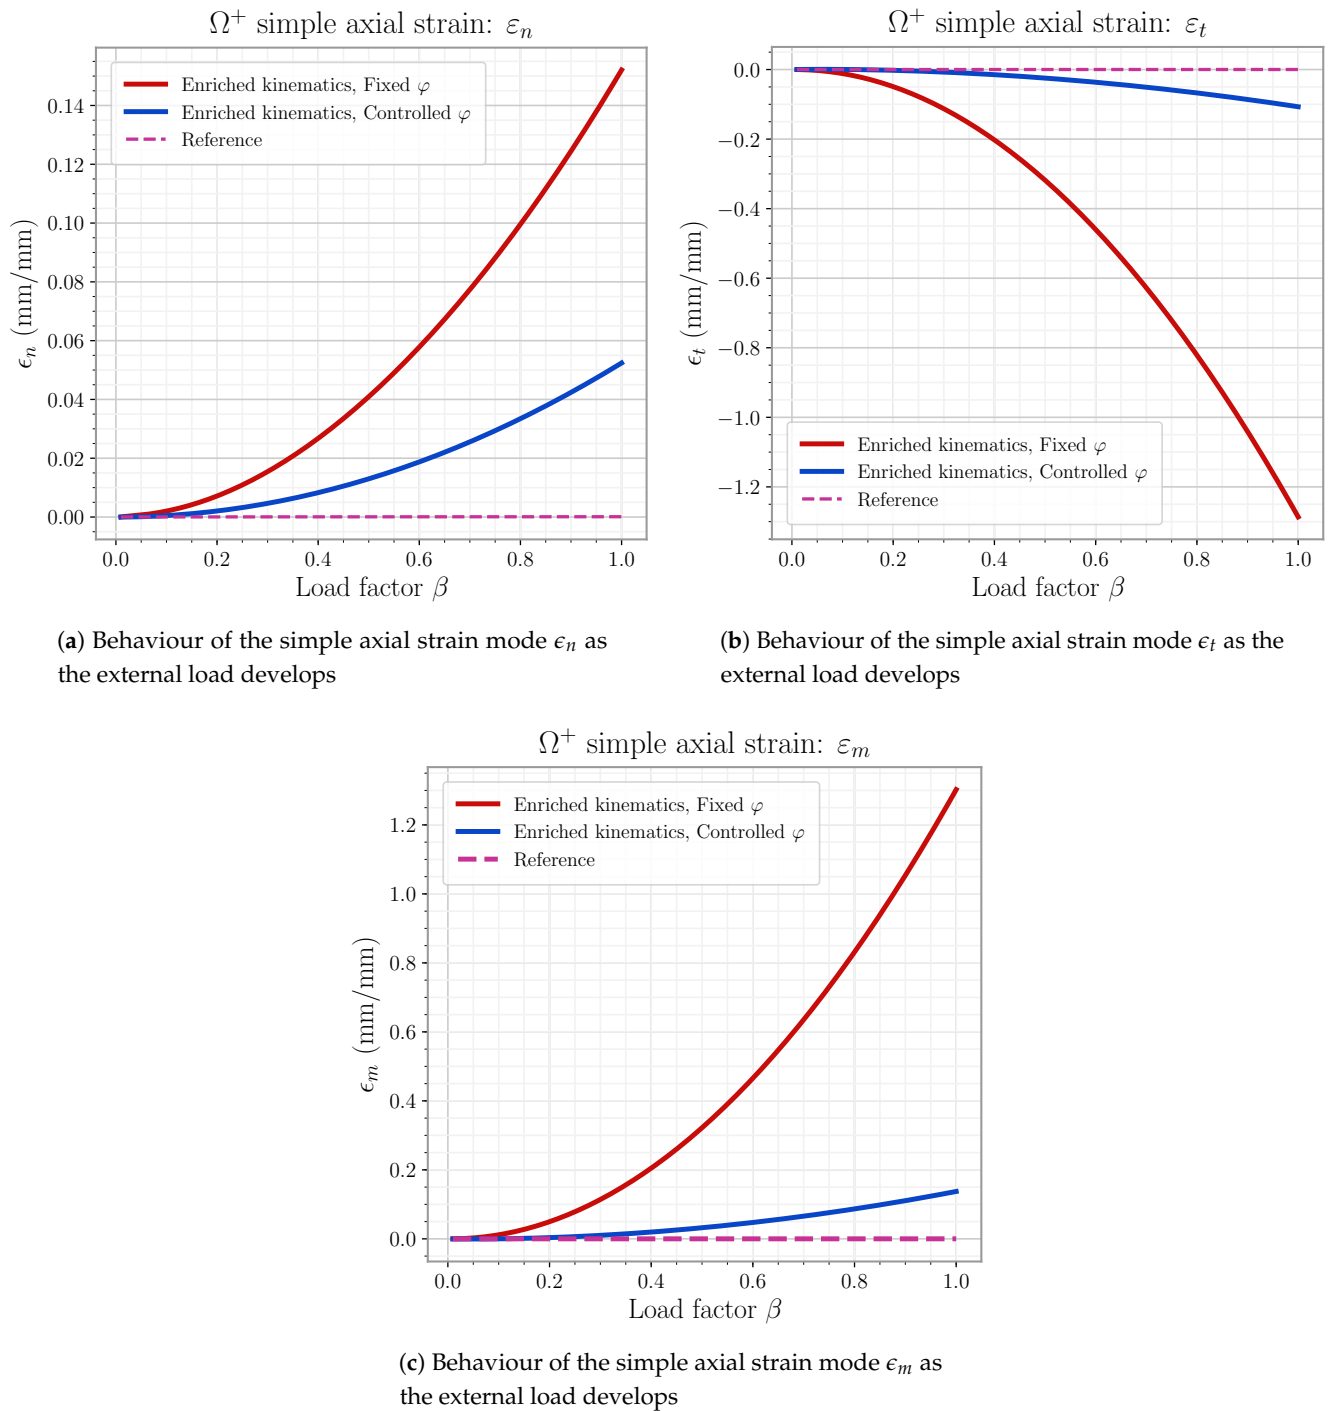 Ω⁺ simple axial strain: εₙ
ϵₙ (mm/mm)
0.14
0.12
0.10
0.08
0.06
0.04
0.02
0.00
Enriched kinematics, Fixed φ
Enriched kinematics, Controlled φ
Reference
0.0 0.2 0.4 0.6 0.8 1.0
Load factor β
(a) Behaviour of the simple axial strain mode ϵₙ as
the external load develops
Ω⁺ simple axial strain: εₜ
ϵₜ (mm/mm)
0.0
−0.2
−0.4
−0.6
−0.8
−1.0
−1.2
Enriched kinematics, Fixed φ
Enriched kinematics, Controlled φ
Reference
0.0 0.2 0.4 0.6 0.8 1.0
Load factor β
(b) Behaviour of the simple axial strain mode ϵₜ as the
external load develops
Ω⁺ simple axial strain: εₘ
ϵₘ (mm/mm)
1.2
1.0
0.8
0.6
0.4
0.2
0.0
Enriched kinematics, Fixed φ
Enriched kinematics, Controlled φ
Reference
0.0 0.2 0.4 0.6 0.8 1.0
Load factor β
(c) Behaviour of the simple axial strain mode ϵₘ as
the external load develops